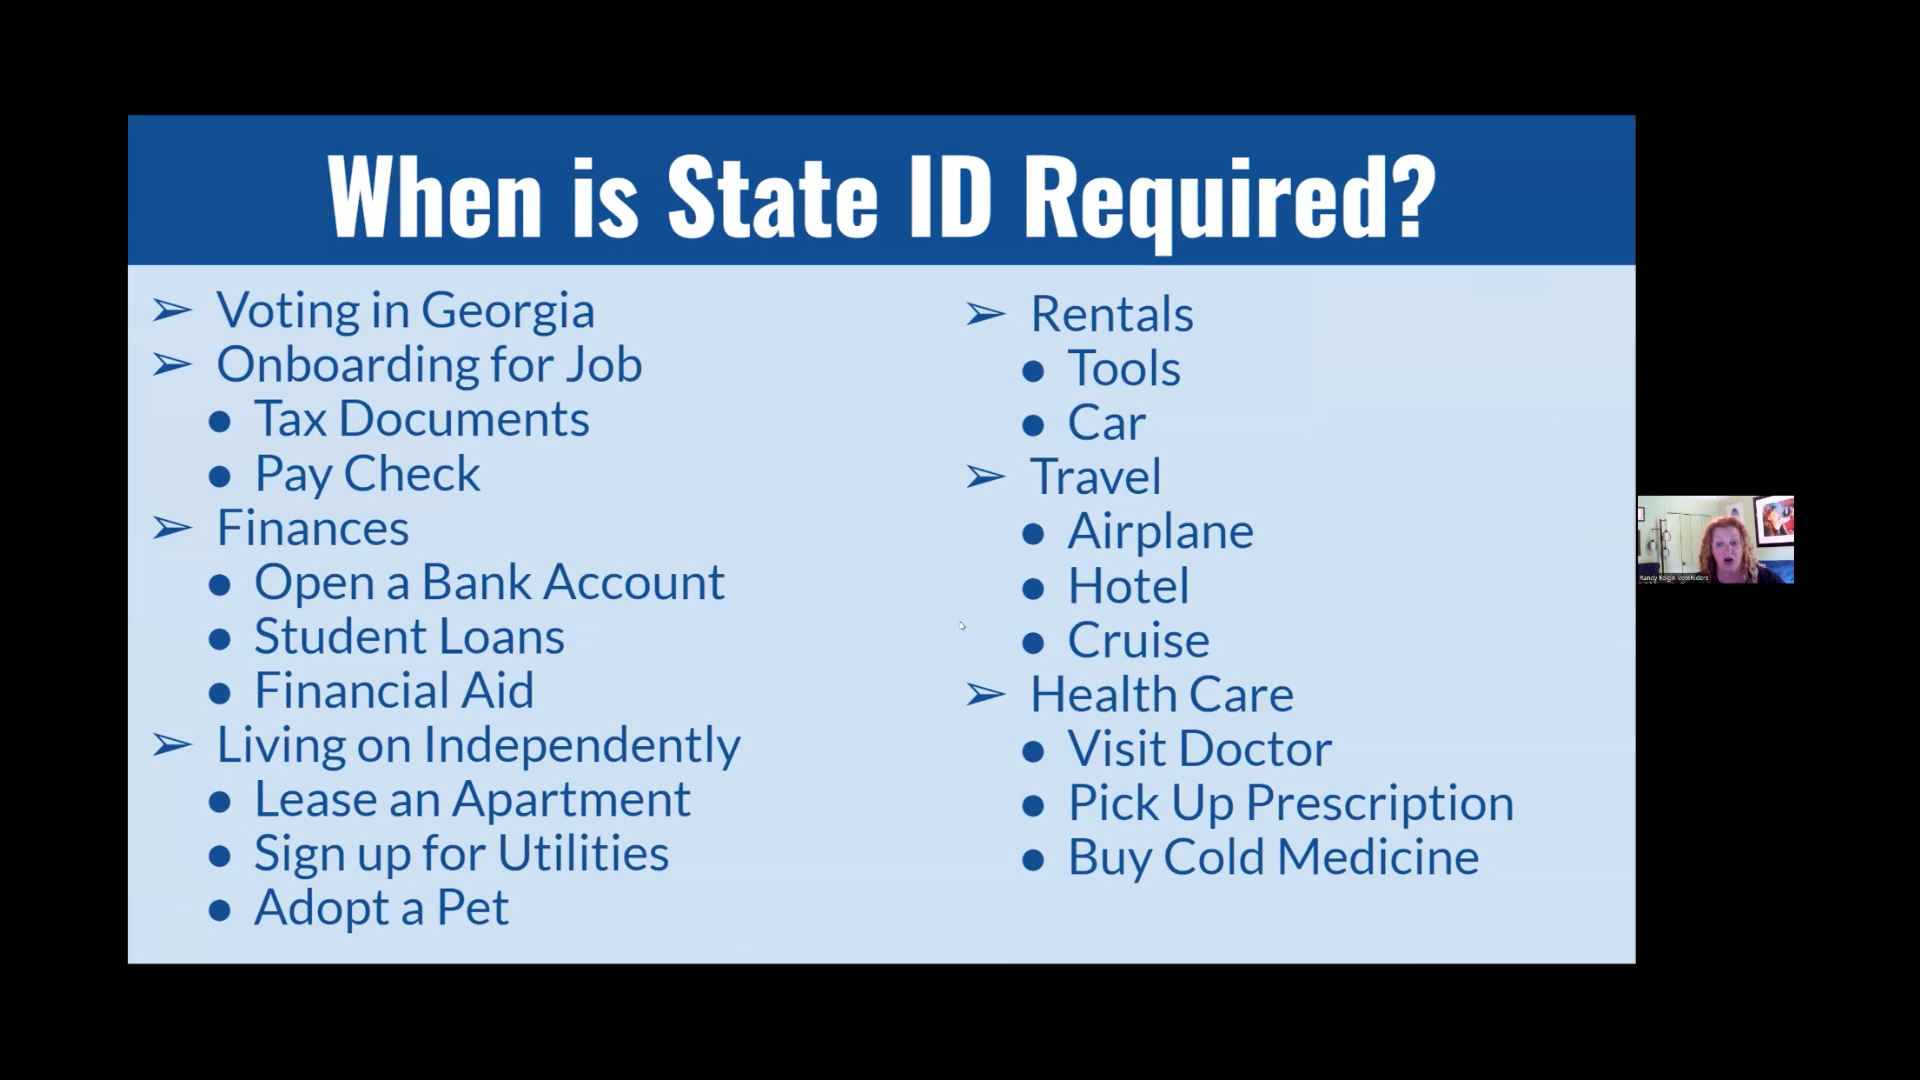 When is State ID Required?
➢ Voting in Georgia
➢ Onboarding for Job
● Tax Documents
● Pay Check
➢ Finances
● Open a Bank Account
● Student Loans
● Financial Aid
➢ Living on Independently
● Lease an Apartment
● Sign up for Utilities
● Adopt a Pet
➢ Rentals
● Tools
● Car
➢ Travel
● Airplane
● Hotel
● Cruise
➢ Health Care
● Visit Doctor
● Pick Up Prescription
● Buy Cold Medicine
VoteRiders